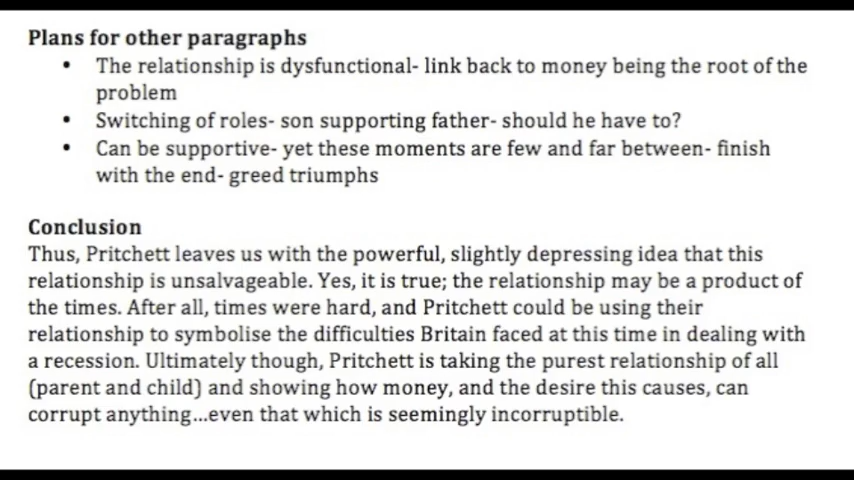 Plans for other paragraphs
• The relationship is dysfunctional- link back to money being the root of the
problem
• Switching of roles- son supporting father- should he have to?
• Can be supportive- yet these moments are few and far between- finish
with the end- greed triumphs
Conclusion
Thus, Pritchett leaves us with the powerful, slightly depressing idea that this
relationship is unsalvageable. Yes, it is true; the relationship may be a product of
the times. After all, times were hard, and Pritchett could be using their
relationship to symbolise the difficulties Britain faced at this time in dealing with
a recession. Ultimately though, Pritchett is taking the purest relationship of all
(parent and child) and showing how money, and the desire this causes, can
corrupt anything...even that which is seemingly incorruptible.